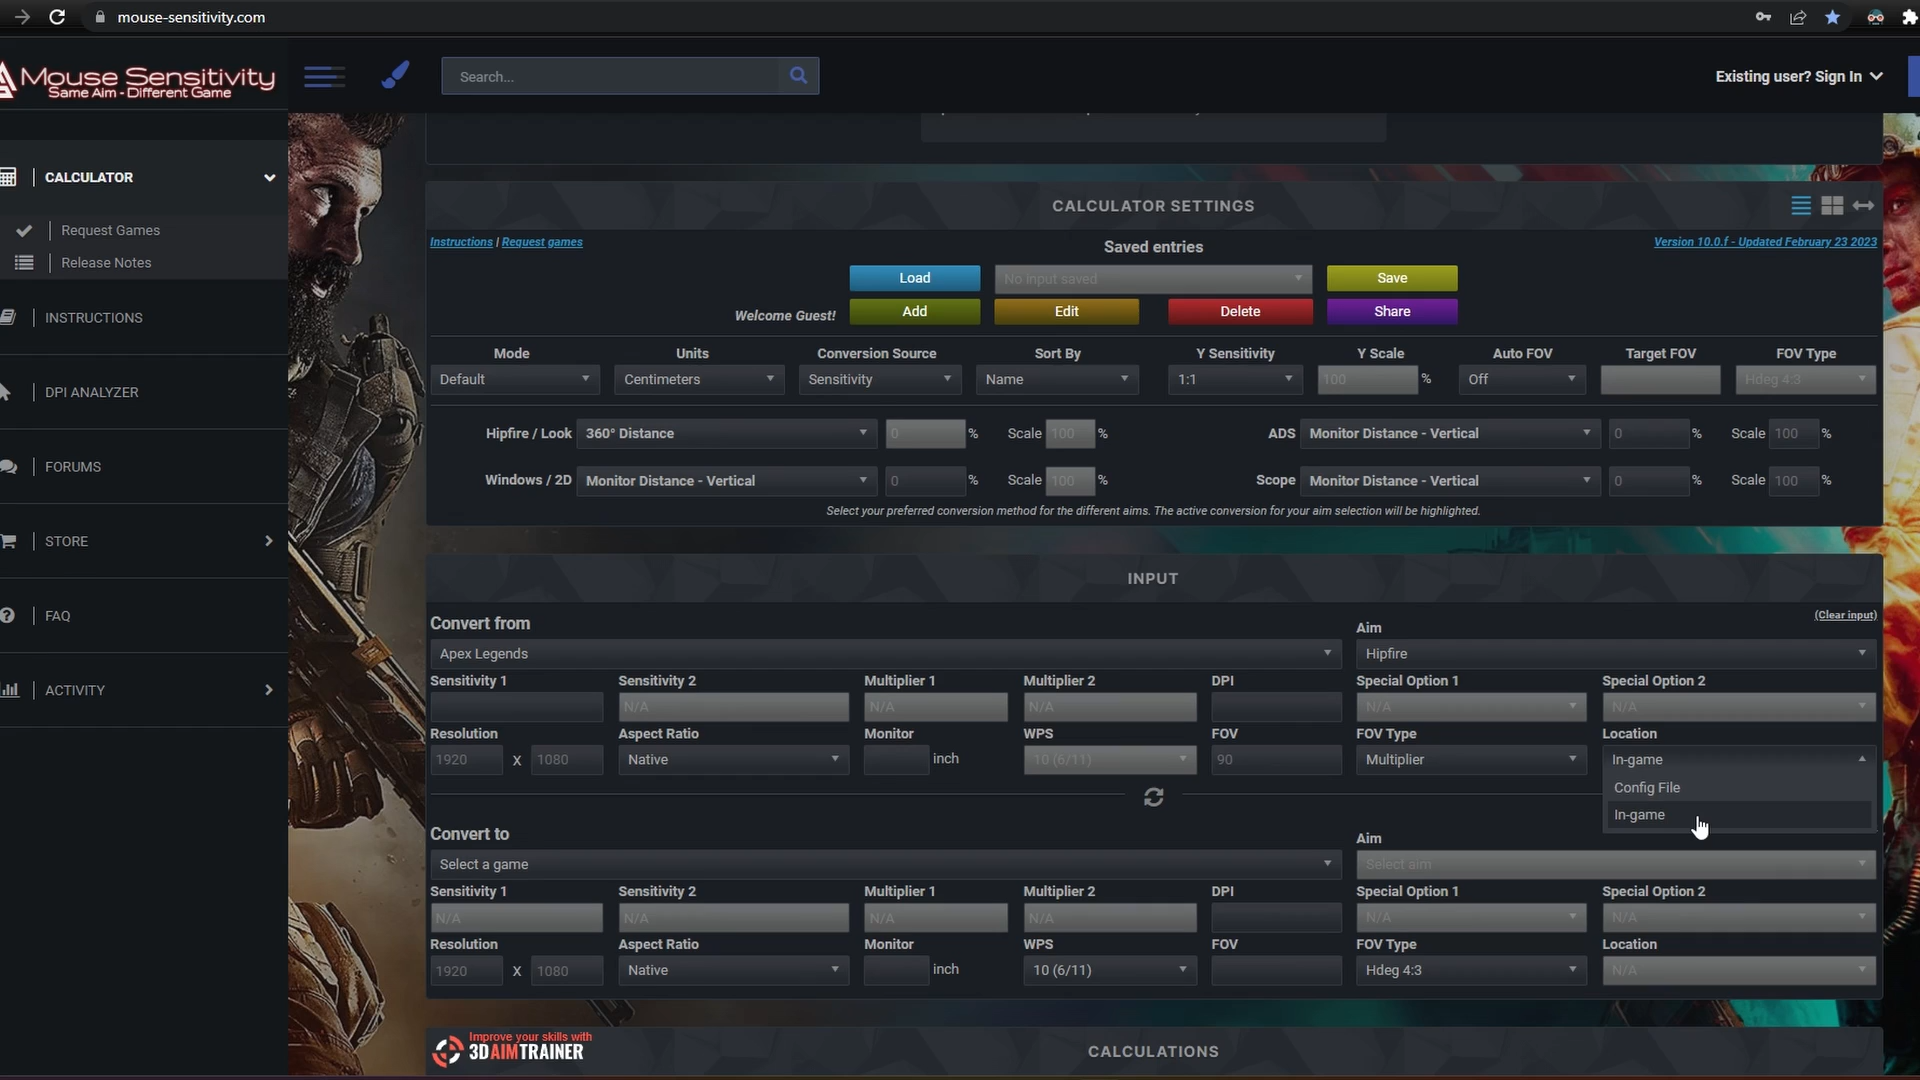 mouse-sensitivity.com
Mouse Sensitivity
Same Aim - Different Game
Search...
Existing user? Sign In
CALCULATOR
Request Games
Release Notes
INSTRUCTIONS
DPI ANALYZER
FORUMS
STORE
FAQ
ACTIVITY
CALCULATOR SETTINGS
Instructions | Request games
Saved entries
Version 10.0.f - Updated February 23 2023
Load No input saved Save
Welcome Guest! Add Edit Delete Share
Mode Units Conversion Source Sort By Y Sensitivity Y Scale Auto FOV Target FOV FOV Type
Default Centimeters Sensitivity Name 1:1 100 % Off Hdeg 4:3
Hipfire / Look 360° Distance 0 % Scale 100 % ADS Monitor Distance - Vertical 0 % Scale 100 %
Windows / 2D Monitor Distance - Vertical 0 % Scale 100 % Scope Monitor Distance - Vertical 0 % Scale 100 %
Select your preferred conversion method for the different aims. The active conversion for your aim selection will be highlighted.
INPUT
(Clear input)
Convert from Aim
Apex Legends Hipfire
Sensitivity 1 Sensitivity 2 Multiplier 1 Multiplier 2 DPI Special Option 1 Special Option 2
N/A N/A N/A N/A N/A
Resolution Aspect Ratio Monitor WPS FOV FOV Type Location
1920 X 1080 Native inch 10 (6/11) 90 Multiplier In-game
Config File
In-game
Convert to Aim
Select a game Select aim
Sensitivity 1 Sensitivity 2 Multiplier 1 Multiplier 2 DPI Special Option 1 Special Option 2
N/A N/A N/A N/A N/A N/A
Resolution Aspect Ratio Monitor WPS FOV FOV Type Location
1920 X 1080 Native inch 10 (6/11) Hdeg 4:3 N/A
Improve your skills with
3DAIMTRAINER
CALCULATIONS